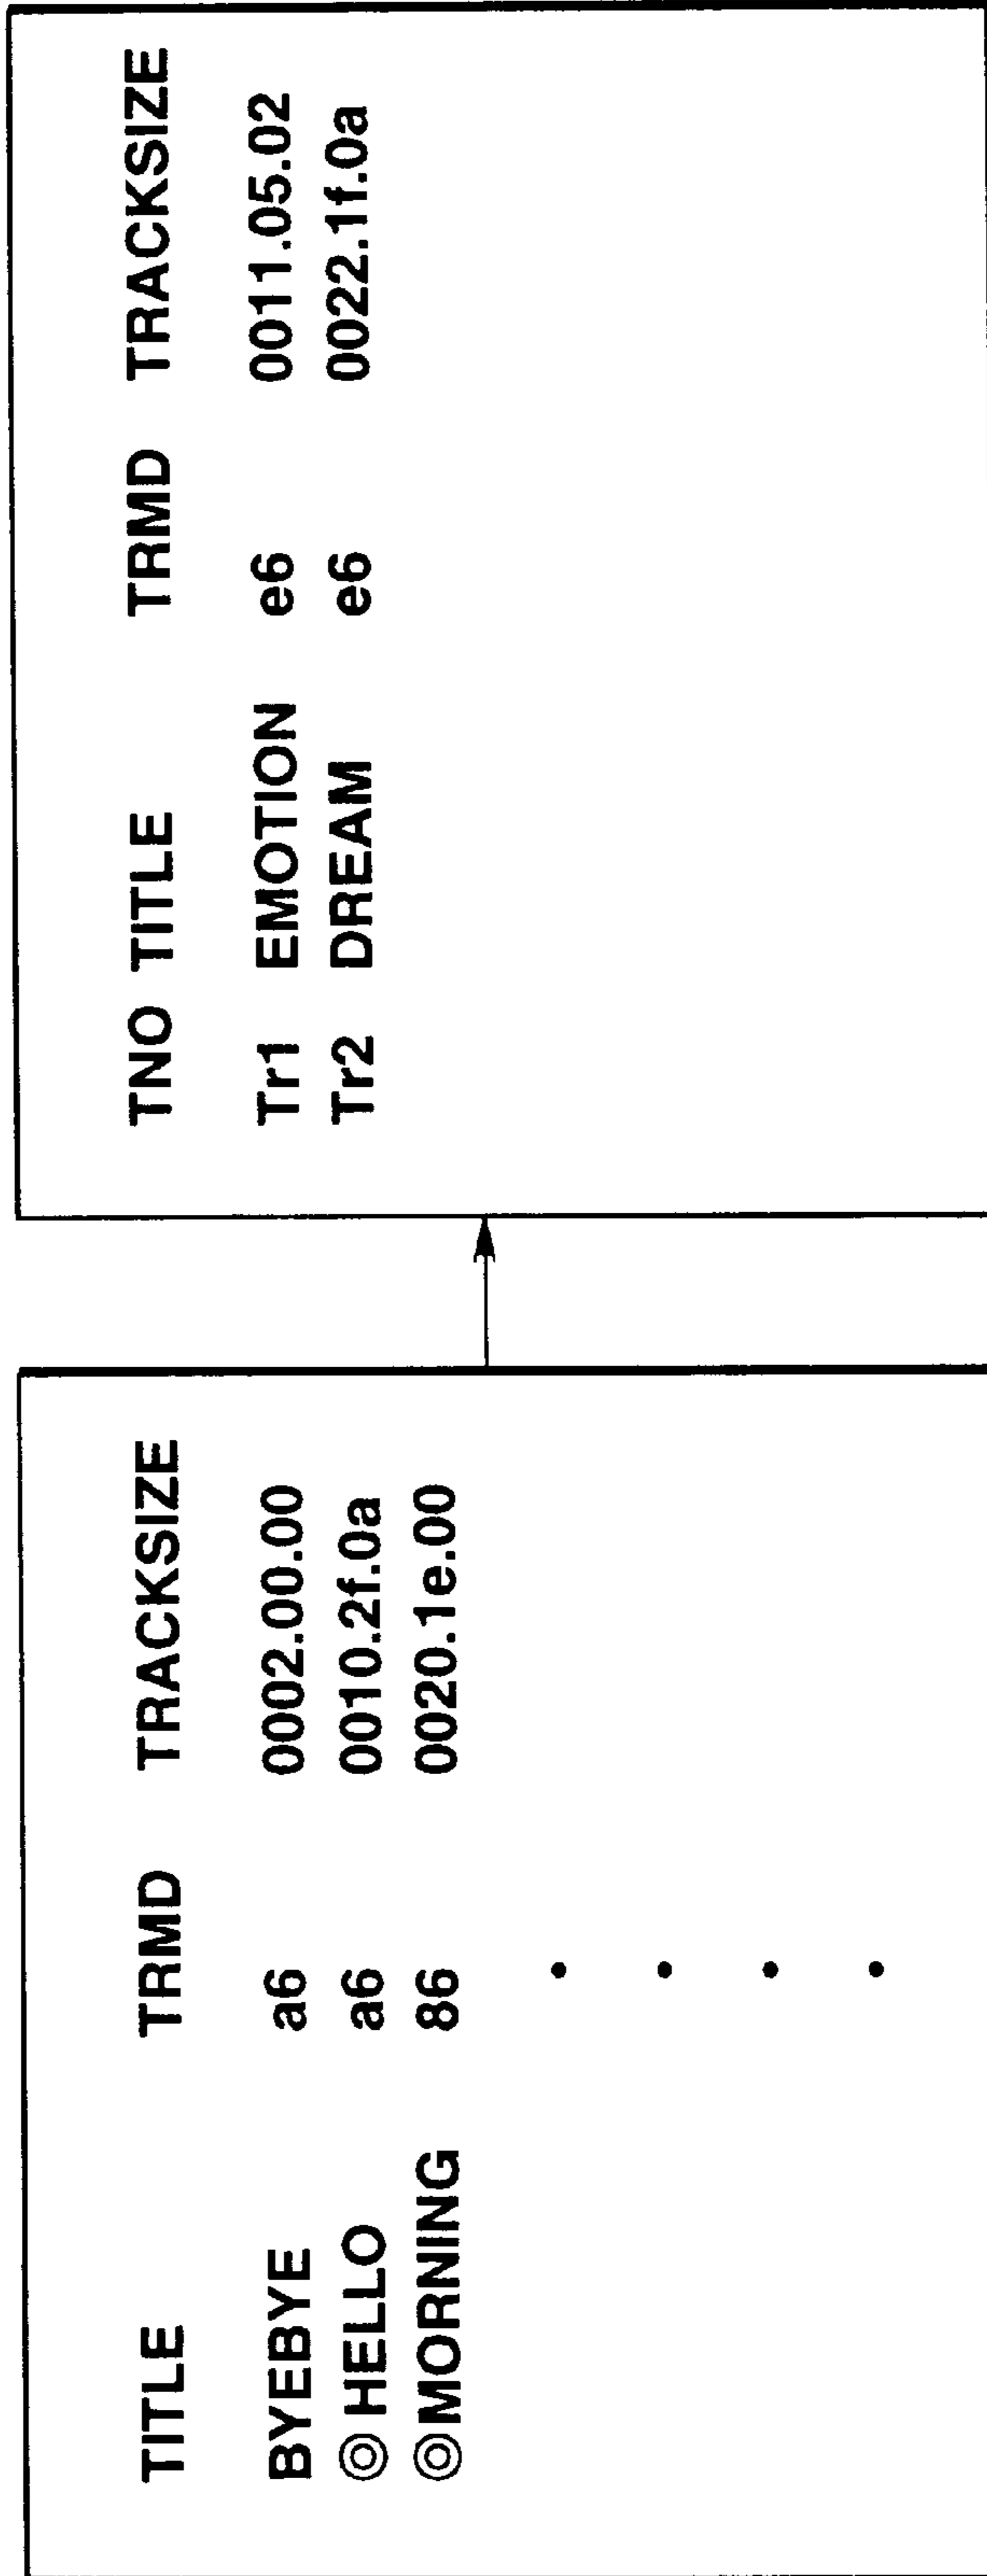 TITLE TRMD TRACKSIZE
BYEBYE a6 0002.00.00
◎ HELLO a6 0010.2f.0a
◎ MORNING 86 0020.1e.00
TNO TITLE TRMD TRACKSIZE
Tr1 EMOTION e6 0011.05.02
Tr2 DREAM e6 0022.1f.0a